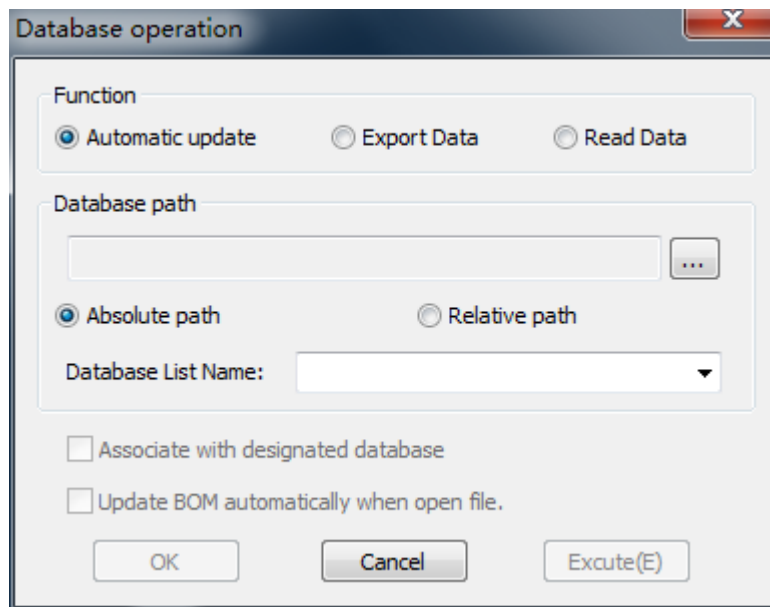 Database operation
Function
Automatic update Export Data Read Data
Database path
...
Absolute path Relative path
Database List Name:
Associate with designated database
Update BOM automatically when open file.
OK Cancel Excute(E)